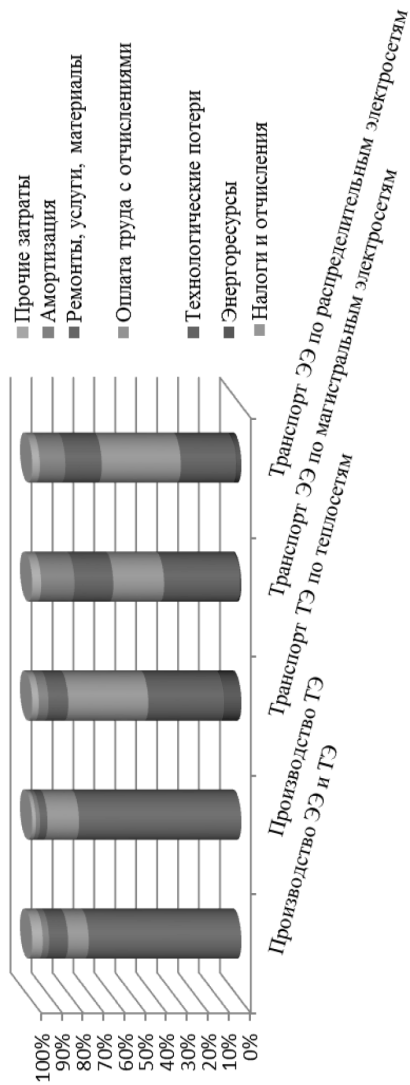 100%
90%
80%
70%
60%
50%
40%
30%
20%
10%
0%
Производство ЭЭ и ТЭ
Производство ТЭ
Транспорт ТЭ по теплосетям
Транспорт ЭЭ по магистральным электросетям
Транспорт ЭЭ по распределительным электросетям
Прочие затраты
Амортизация
Ремонты, услуги, материалы
Оплата труда с отчислениями
Технологические потери
Энергоресурсы
Налоги и отчисления